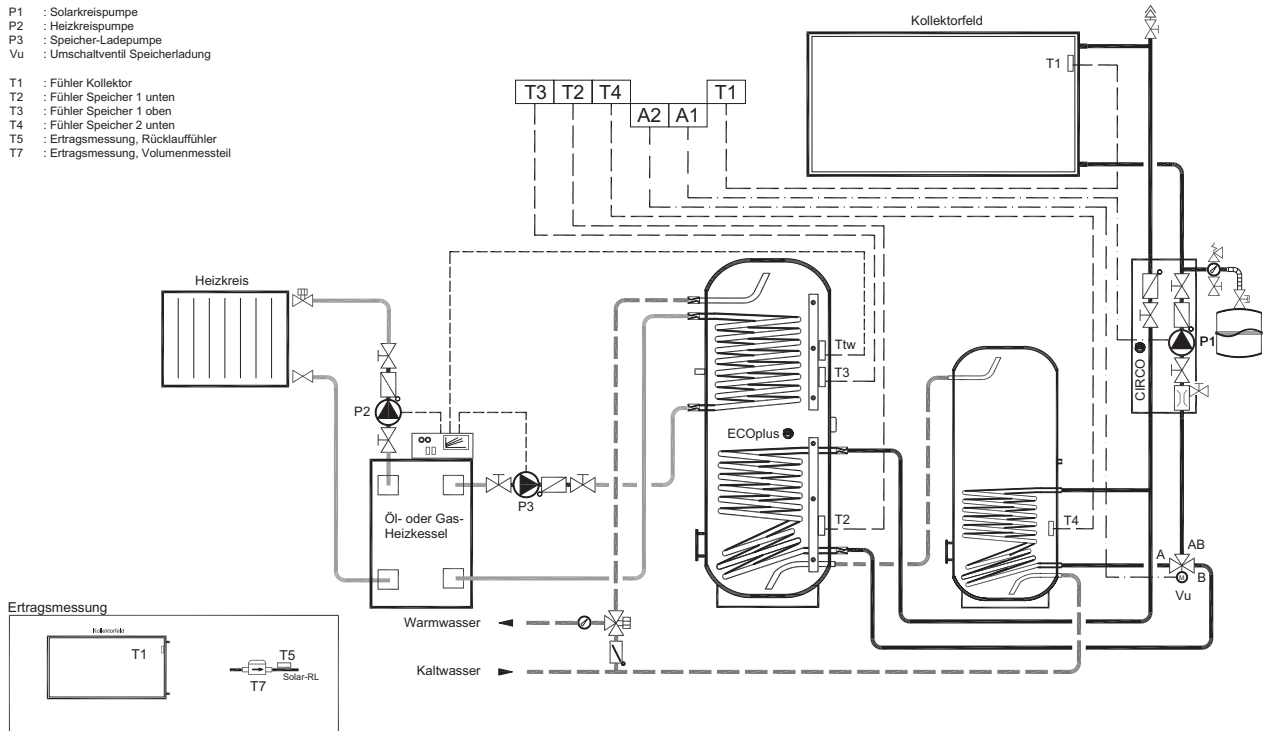 P1 : Solarkreispumpe
P2 : Heizkreispumpe
P3 : Speicher-Ladepumpe
Vu : Umschaltventil Speicherladung
T1 : Fühler Kollektor
T2 : Fühler Speicher 1 unten
T3 : Fühler Speicher 1 oben
T4 : Fühler Speicher 2 unten
T5 : Ertragsmessung, Rücklauffühler
T7 : Ertragsmessung, Volumenmessteil
Kollektorfeld
T1
T3 T2 T4 T1
A2 A1
Heizkreis
P1
CIRCO
Ttw
T3
P2
ECOplus
P3
Öl- oder Gas-
Heizkessel
T2
T4
A AB
B
M
Vu
Warmwasser
Kaltwasser
Ertragsmessung
Kollektorfeld
T1
T5
Solar-RL
T7